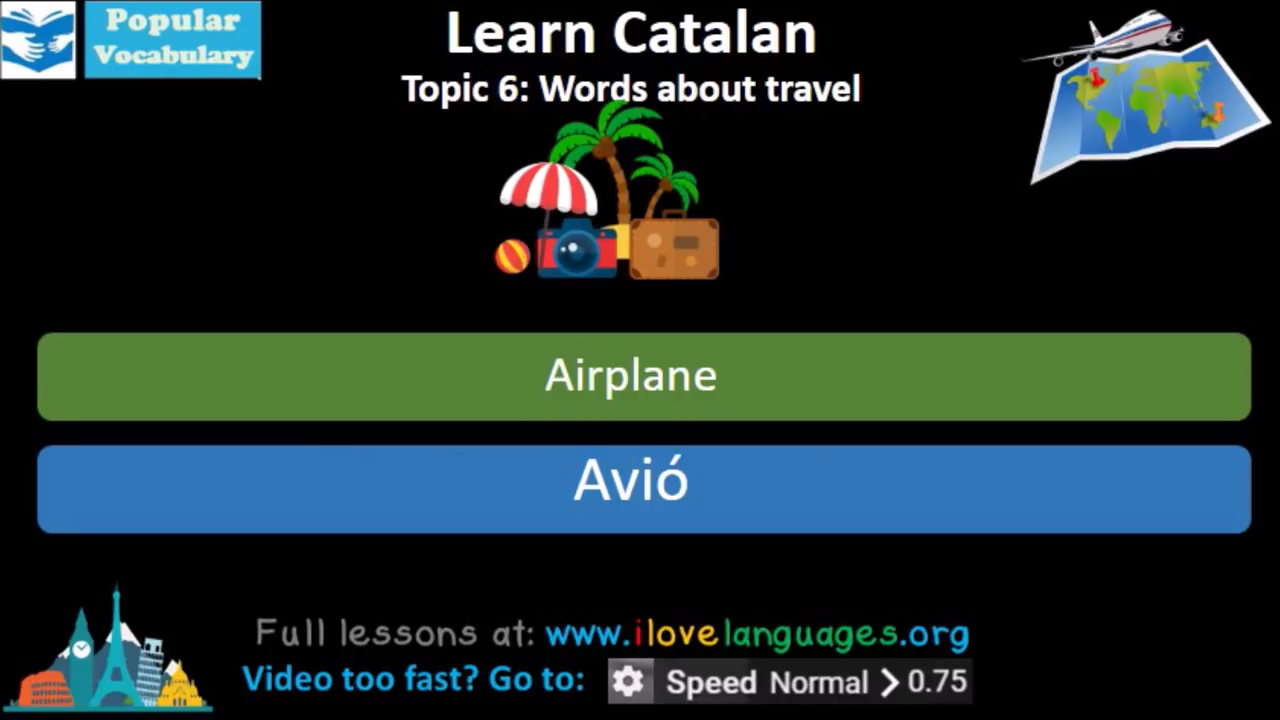 Popular
Vocabulary
Learn Catalan
Topic 6: Words about travel
Airplane
Avió
Full lessons at: www.ilovelanguages.org
Video too fast? Go to: Speed Normal > 0.75